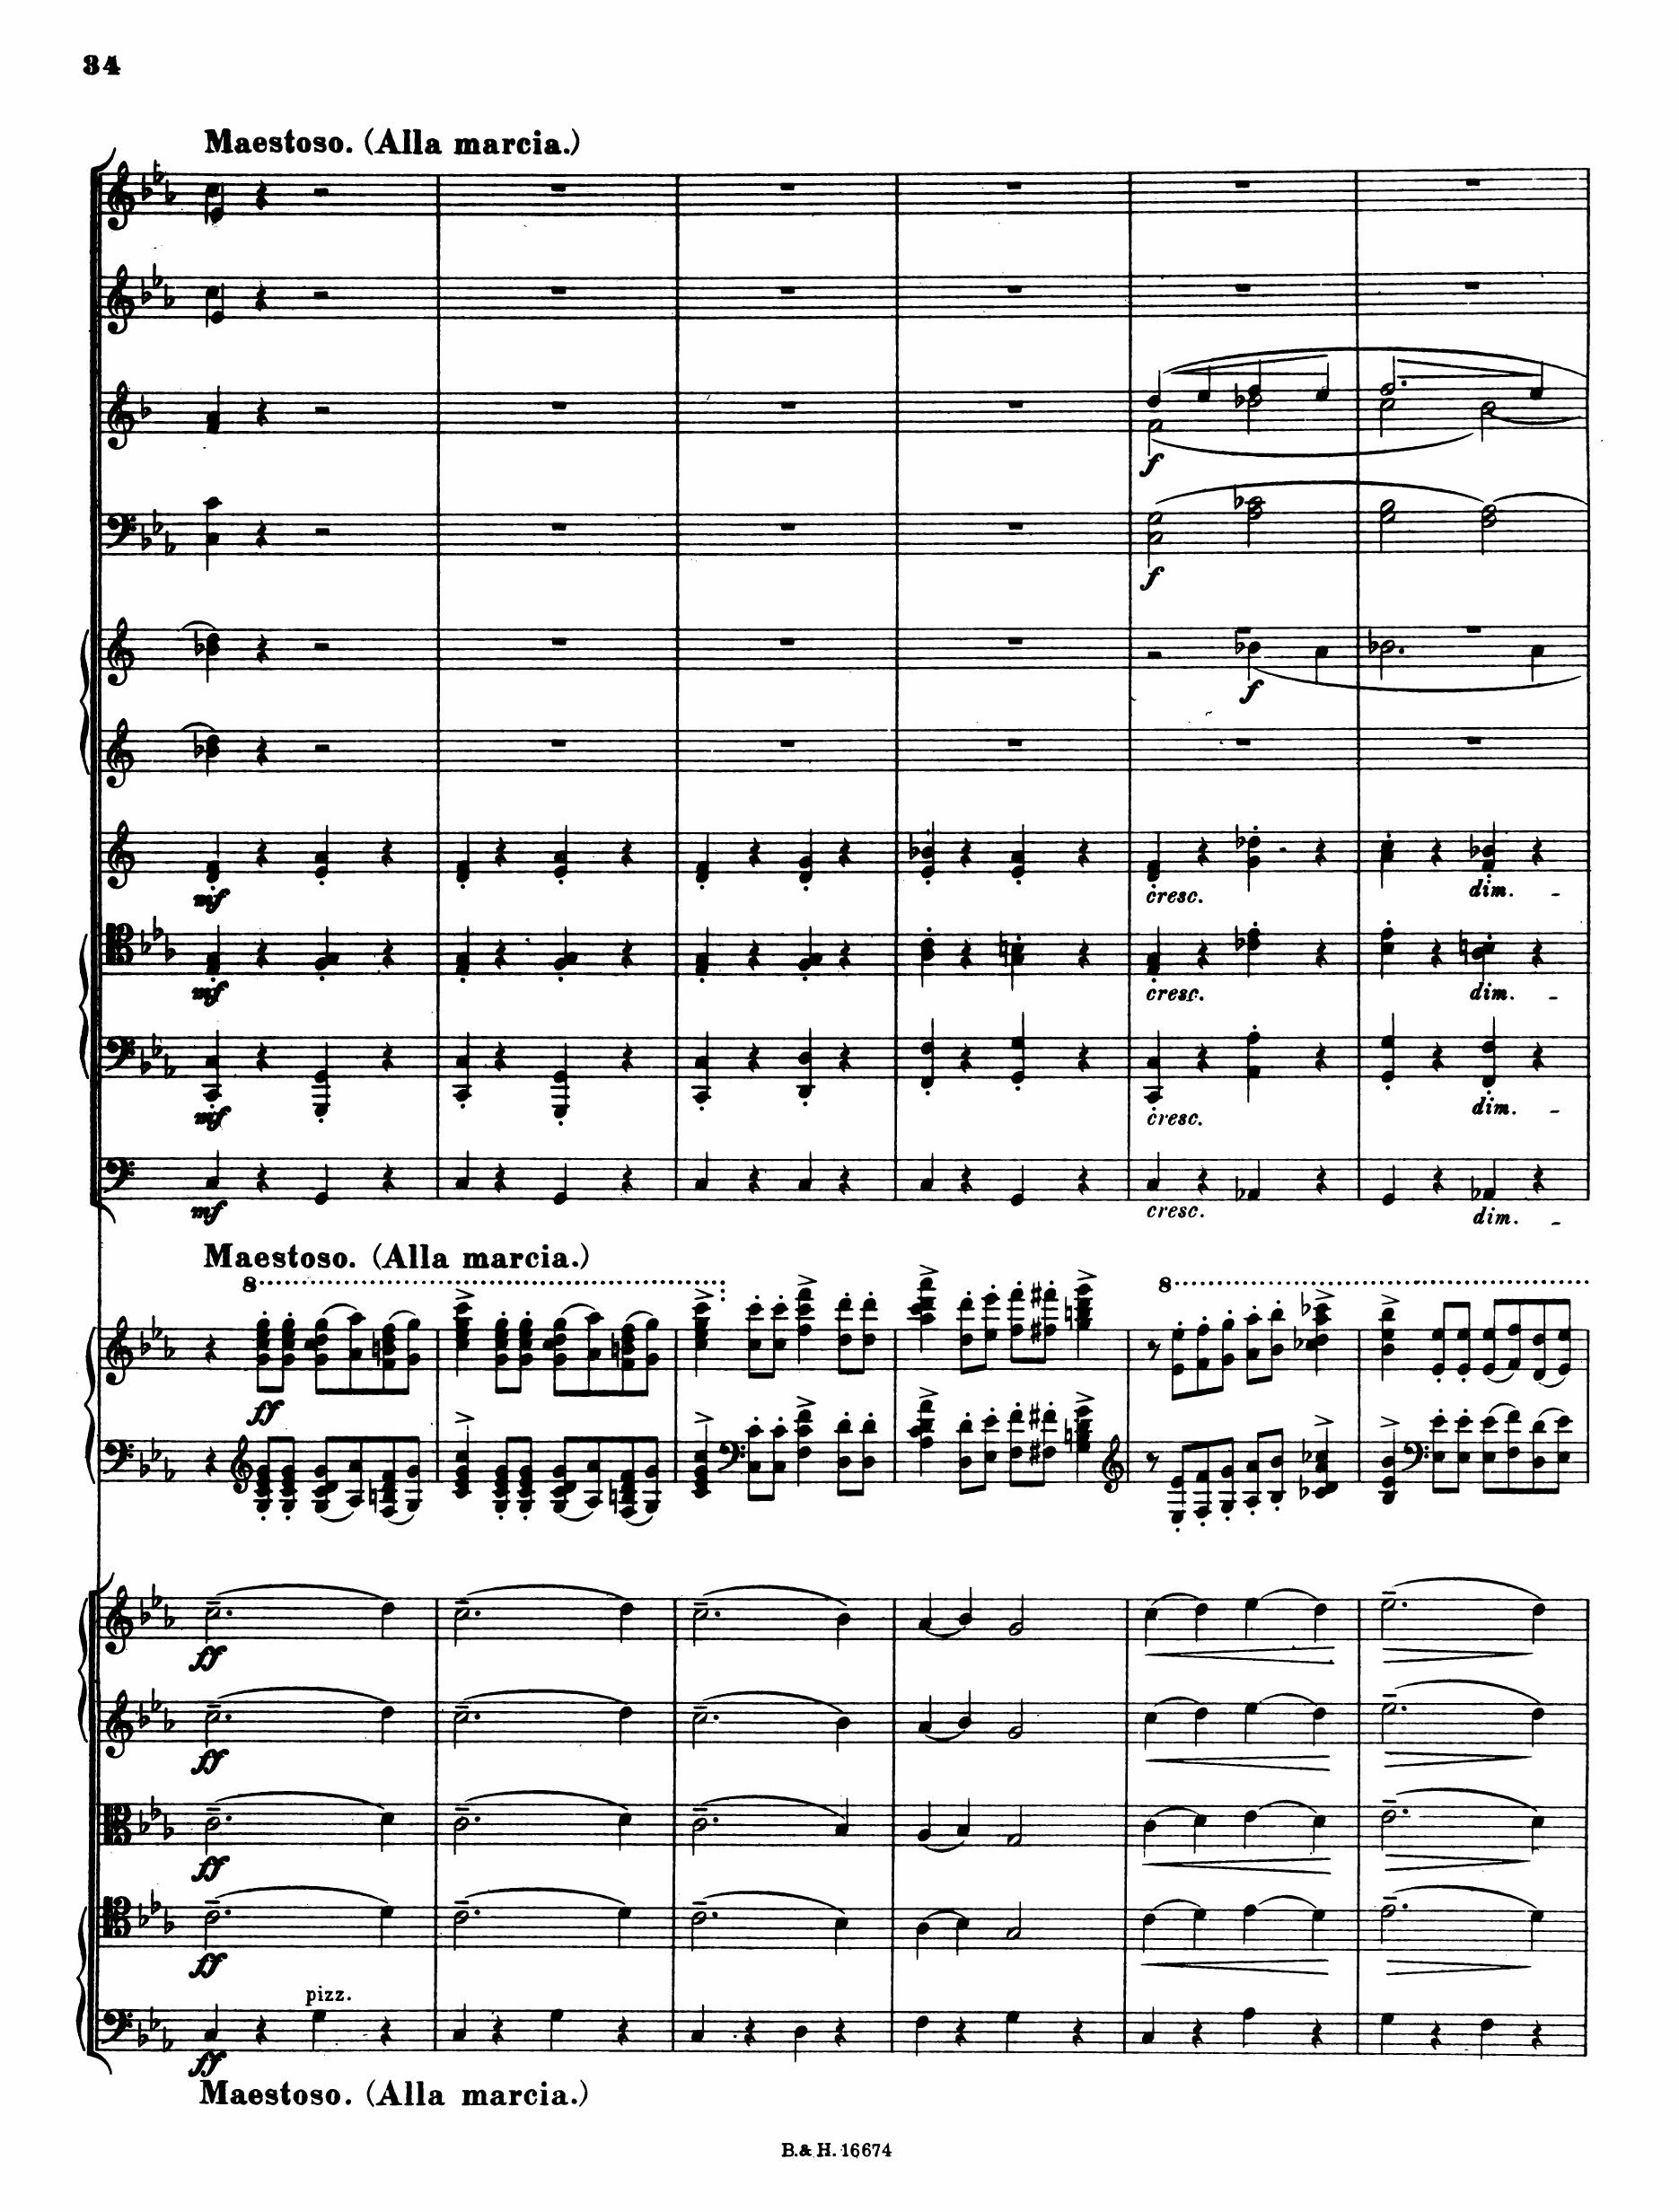 34
Maestoso. (Alla marcia.)
f
f
f
mf cresc. dim. -
mf cresc. dim. -
mf cresc. dim. -
mf cresc. dim. -
Maestoso. (Alla marcia.)
8 8
ff
ff
ff
ff
ff
pizz.
ff
Maestoso. (Alla marcia.)
B. & H. 16674